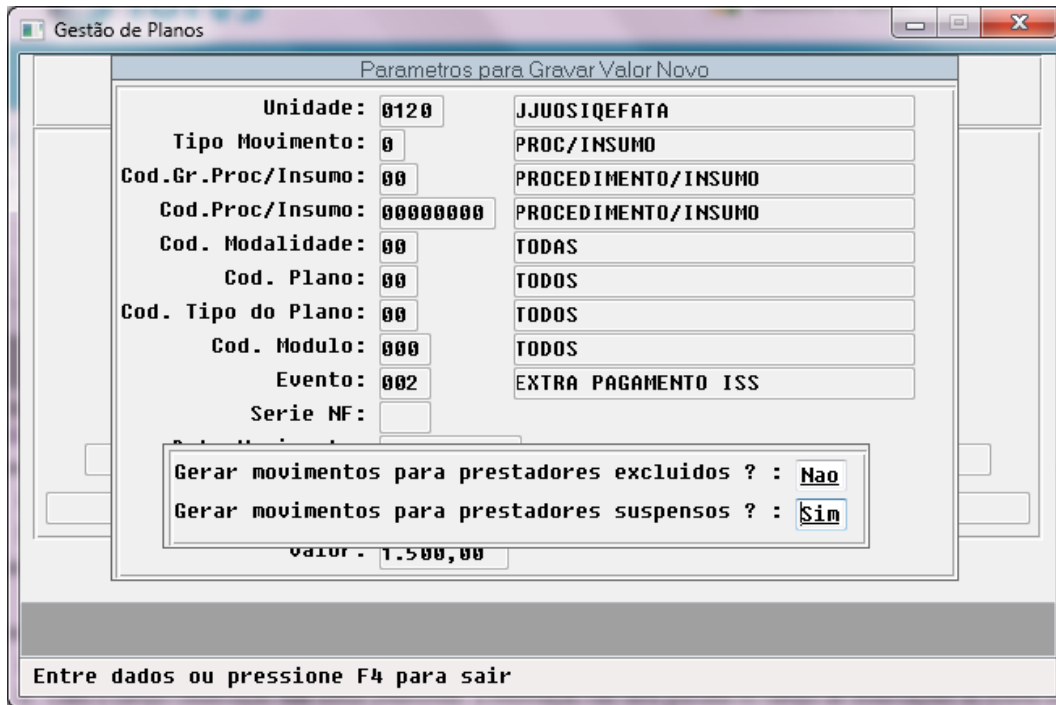 Gestão de Planos
Parametros para Gravar Valor Novo
Unidade: 0120 JJUOSIQEFATA
Tipo Movimento: 0 PROC/INSUMO
Cod.Gr.Proc/Insumo: 00 PROCEDIMENTO/INSUMO
Cod.Proc/Insumo: 00000000 PROCEDIMENTO/INSUMO
Cod. Modalidade: 00 TODAS
Cod. Plano: 00 TODOS
Cod. Tipo do Plano: 00 TODOS
Cod. Modulo: 000 TODOS
Evento: 002 EXTRA PAGAMENTO ISS
Serie NF:
Gerar movimentos para prestadores excluidos ? : Nao
Gerar movimentos para prestadores suspensos ? : Sim
Valor: 1.500,00
Entre dados ou pressione F4 para sair